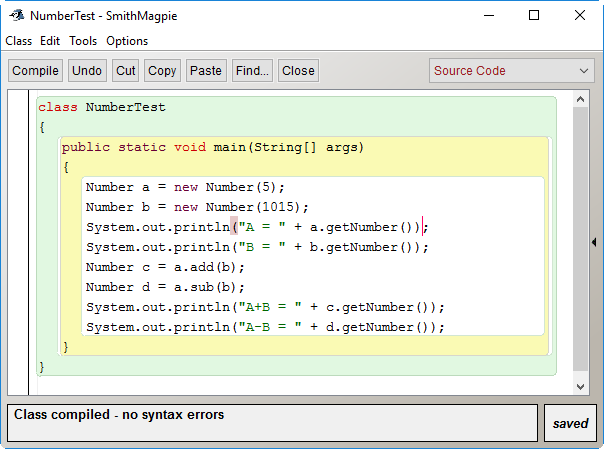 NumberTest - SmithMagpie
Class Edit Tools Options
Compile Undo Cut Copy Paste Find... Close Source Code
class NumberTest
{
public static void main(String[] args)
{
Number a = new Number(5);
Number b = new Number(1015);
System.out.println("A = " + a.getNumber());
System.out.println("B = " + b.getNumber());
Number c = a.add(b);
Number d = a.sub(b);
System.out.println("A+B = " + c.getNumber());
System.out.println("A-B = " + d.getNumber());
}
}
Class compiled - no syntax errors
saved